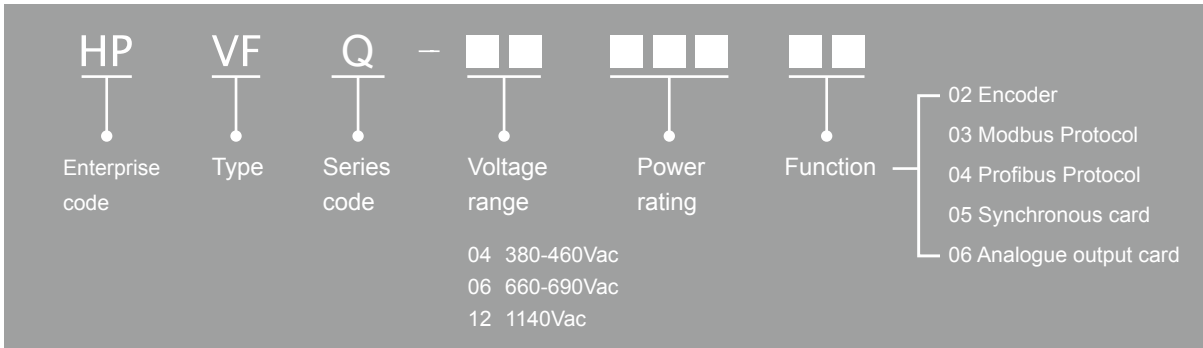 HP VF Q –
Enterprise code
Type
Series code
Voltage range
Power rating
Function
04 380-460Vac
06 660-690Vac
12 1140Vac
02 Encoder
03 Modbus Protocol
04 Profibus Protocol
05 Synchronous card
06 Analogue output card